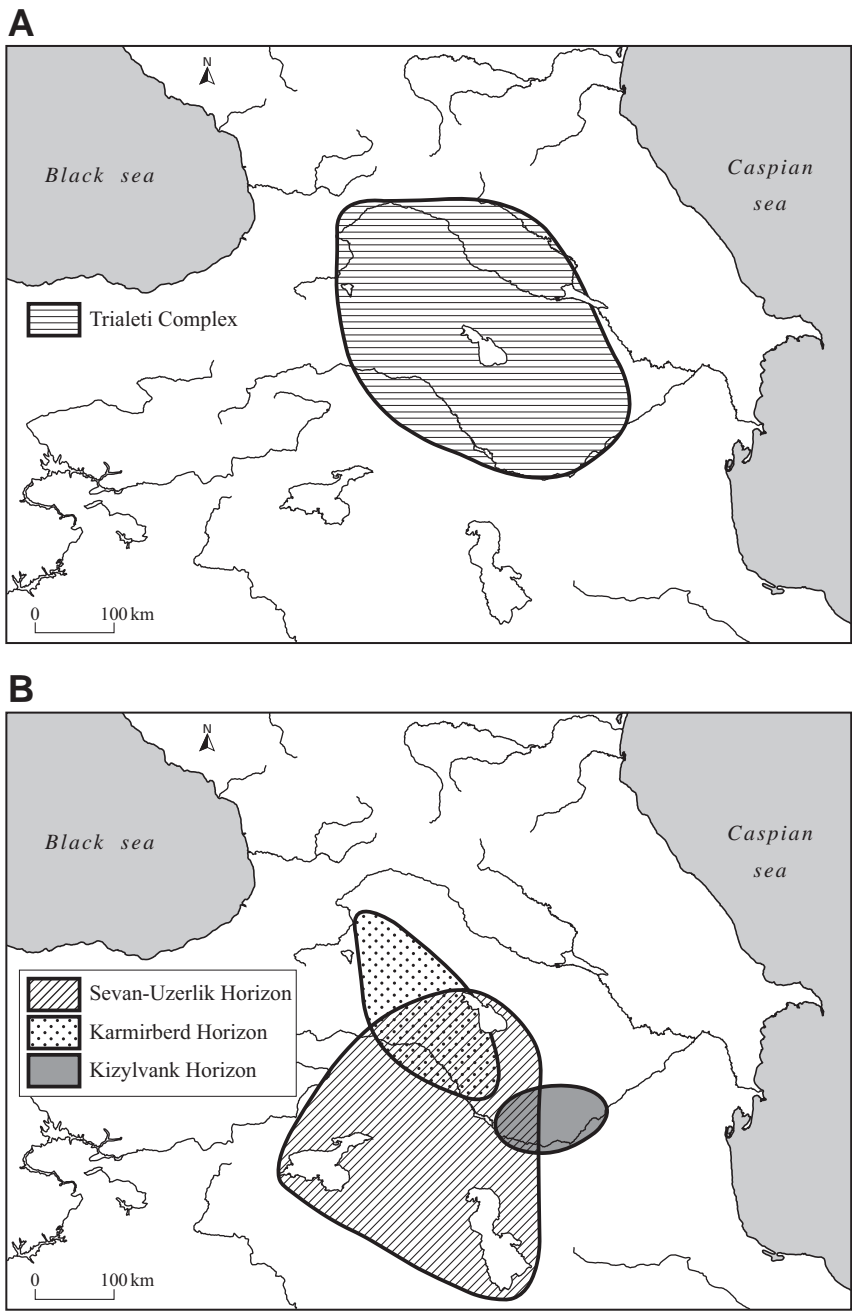 A
N
Black sea
Caspian
sea
Trialeti Complex
0 100 km
B
N
Black sea
Caspian
sea
Sevan-Uzerlik Horizon
Karmirberd Horizon
Kizylvank Horizon
0 100 km